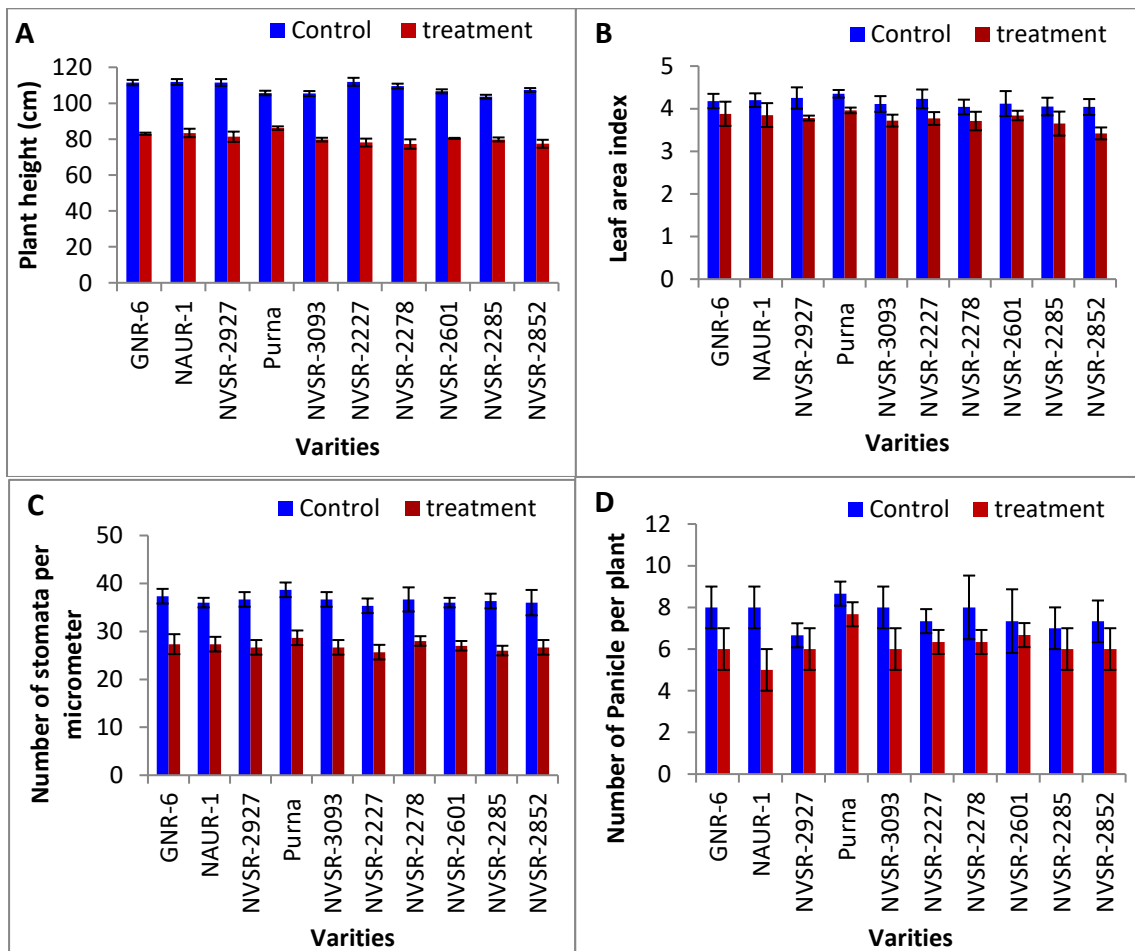 A
Control treatment
Plant height (cm)
120
100
80
60
40
20
0
GNR-6
NAUR-1
NVSR-2927
Purna
NVSR-3093
NVSR-2227
NVSR-2278
NVSR-2601
NVSR-2285
NVSR-2852
Varities
B
Control treatment
Leaf area index
5
4
3
2
1
0
GNR-6
NAUR-1
NVSR-2927
Purna
NVSR-3093
NVSR-2227
NVSR-2278
NVSR-2601
NVSR-2285
NVSR-2852
Varities
C
Control treatment
Number of stomata per
micrometer
50
40
30
20
10
0
GNR-6
NAUR-1
NVSR-2927
Purna
NVSR-3093
NVSR-2227
NVSR-2278
NVSR-2601
NVSR-2285
NVSR-2852
Varities
D
Control treatment
Number of Panicle per plant
12
10
8
6
4
2
0
GNR-6
NAUR-1
NVSR-2927
Purna
NVSR-3093
NVSR-2227
NVSR-2278
NVSR-2601
NVSR-2285
NVSR-2852
Varities